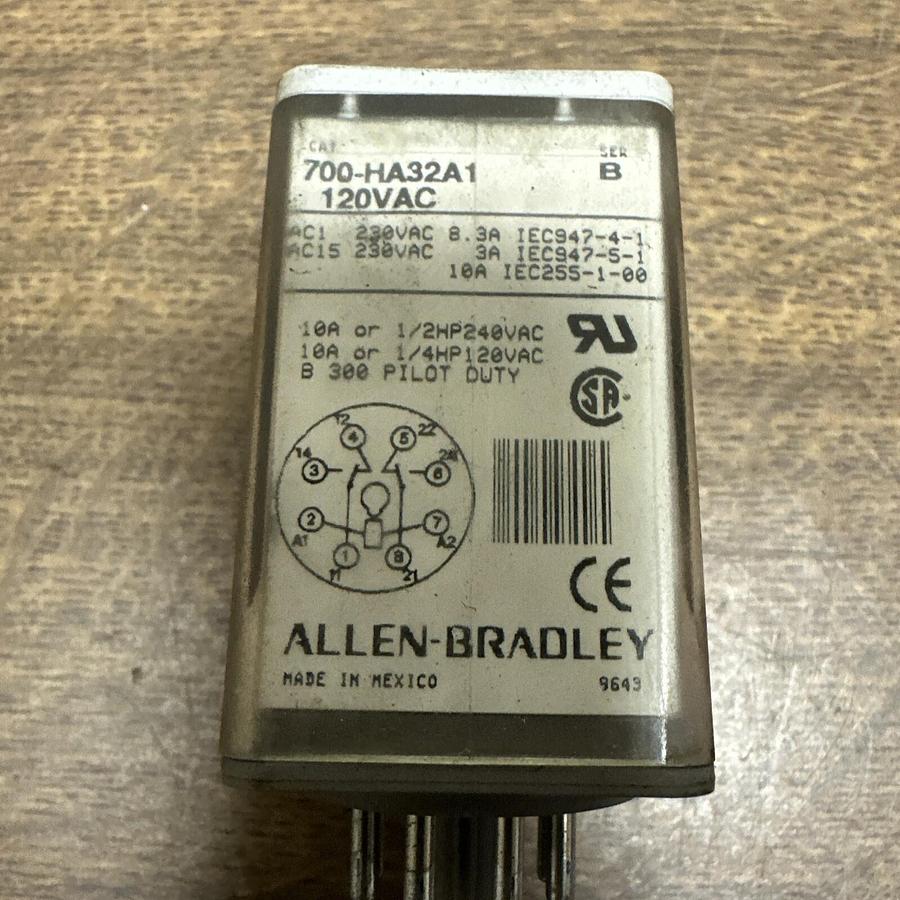 CAT SER
700-HA32A1 B
120VAC
AC1 230VAC 8.3A IEC947-4-1
AC15 230VAC 3A IEC947-5-1
10A IEC255-1-00
10A or 1/2HP240VAC
10A or 1/4HP120VAC
B 300 PILOT DUTY
RU
SA
12 22
4 5
14
3 6
2 7
A1 A2
1 8
11 21
CE
ALLEN-BRADLEY
MADE IN MEXICO 9643